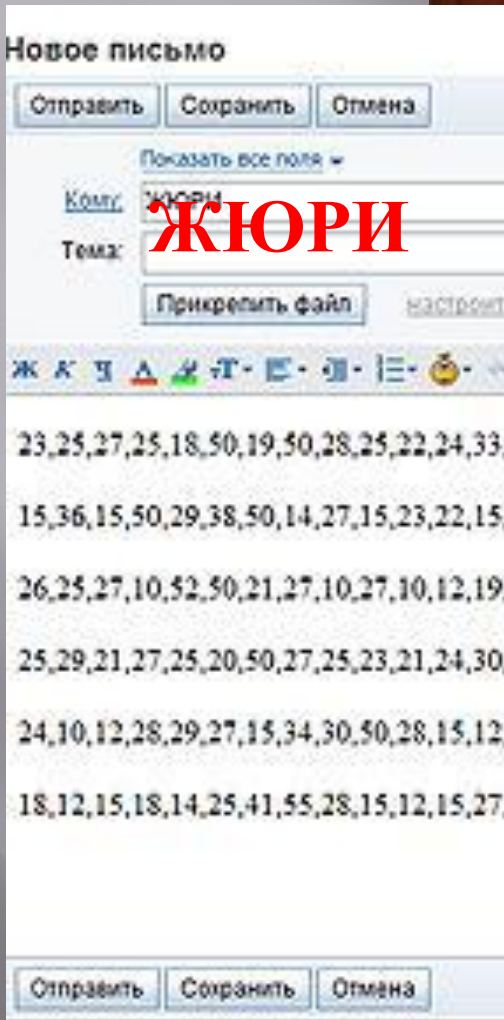 Новое письмо
Отправить Сохранить Отмена
Показать все поля
Кому: ЖЮРИ
ЖЮРИ
Тема:
Прикрепить файл настроит
Ж К Ч А Т
23,25,27,25,18,50,19,50,28,25,22,24,33,
15,36,15,50,29,38,50,14,27,15,23,22,15,
26,25,27,10,52,50,21,27,10,27,10,12,19,
25,29,21,27,25,20,50,27,25,23,21,24,30,
24,10,12,28,29,27,15,34,30,50,28,15,12,
18,12,15,18,14,25,41,55,28,15,12,15,27,
Отправить Сохранить Отмена